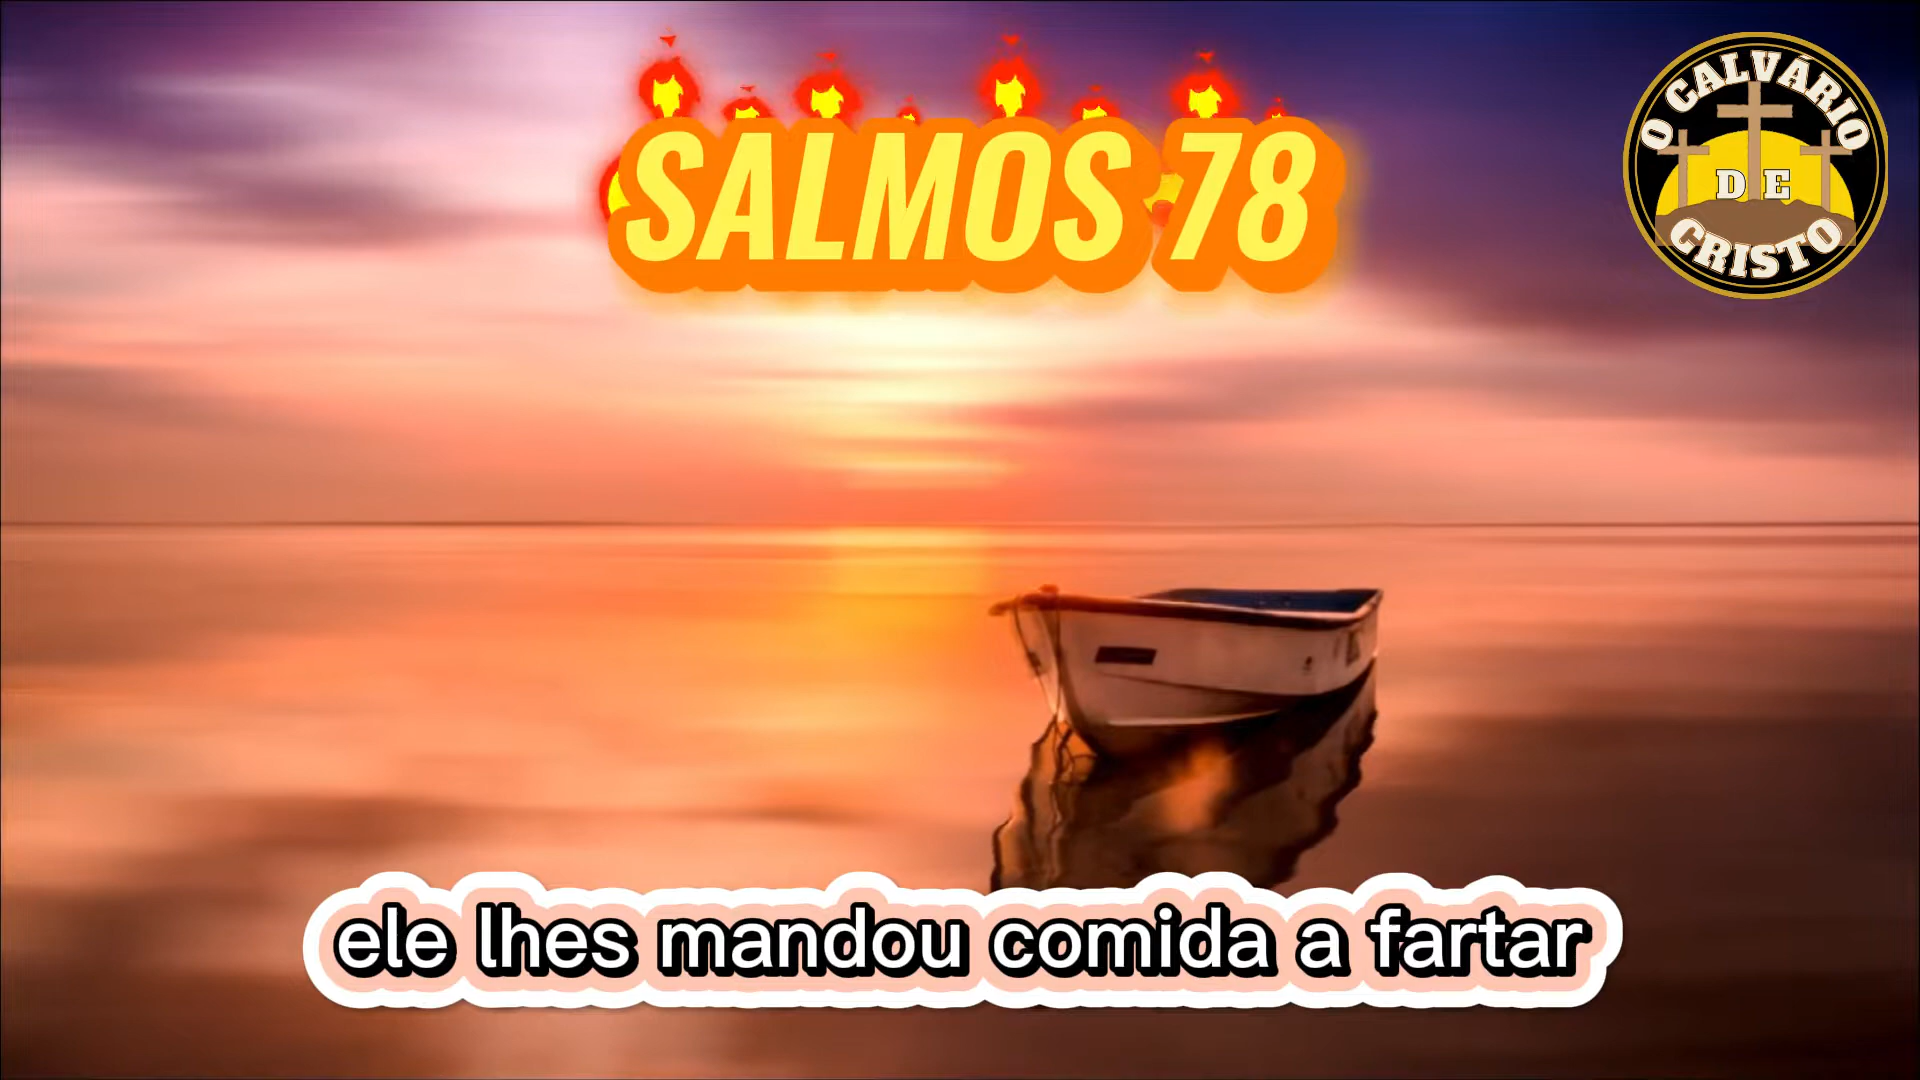 SALMOS 78
O CALVÁRIO
DE
CRISTO
ele lhes mandou comida a fartar